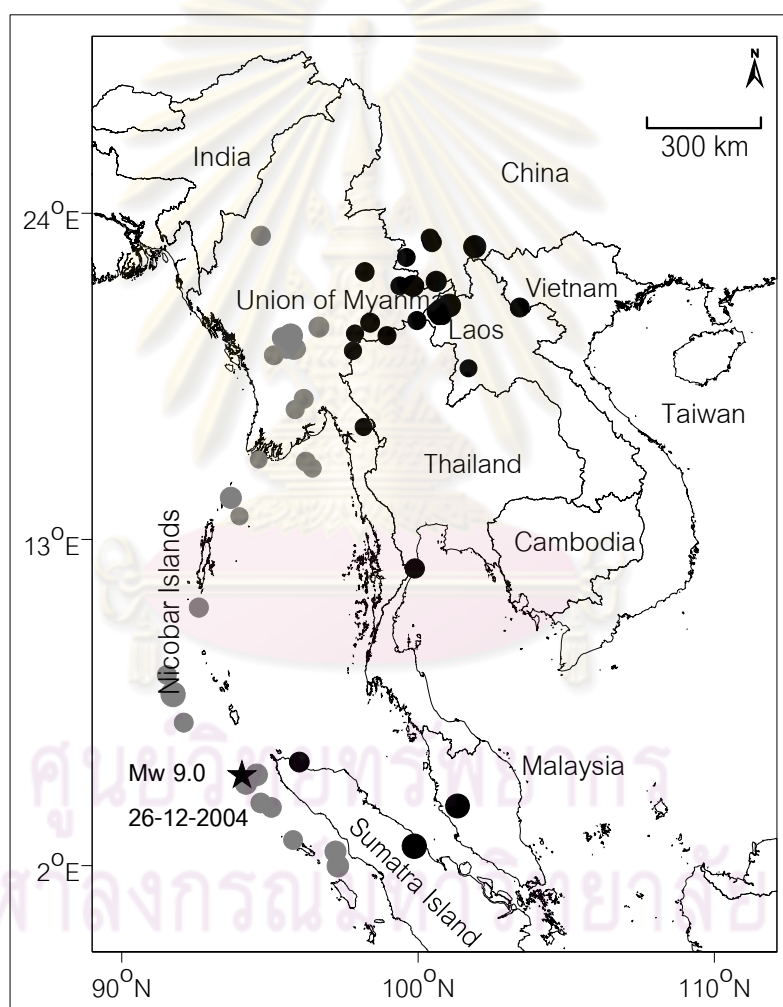 N
300 km
India
China
24°E
Union of Myanma
Vietnam
Laos
Taiwan
Thailand
13°E
Cambodia
Nicobar Islands
Malaysia
Mw 9.0
26-12-2004
Sumatra Island
2°E
ศูนย์วิทยทรัพยากร
จุฬาลงกรณ์มหาวิทยาลัย
90°N
100°N
110°N